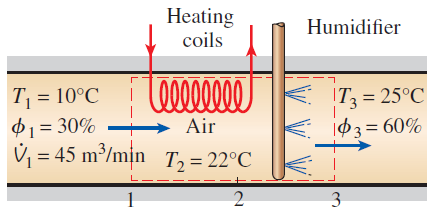 Heating
coils
Humidifier
T₁ = 10°C
ϕ₁ = 30%
V̇₁ = 45 m³/min
Air
T₂ = 22°C
T₃ = 25°C
ϕ₃ = 60%
1
2
3